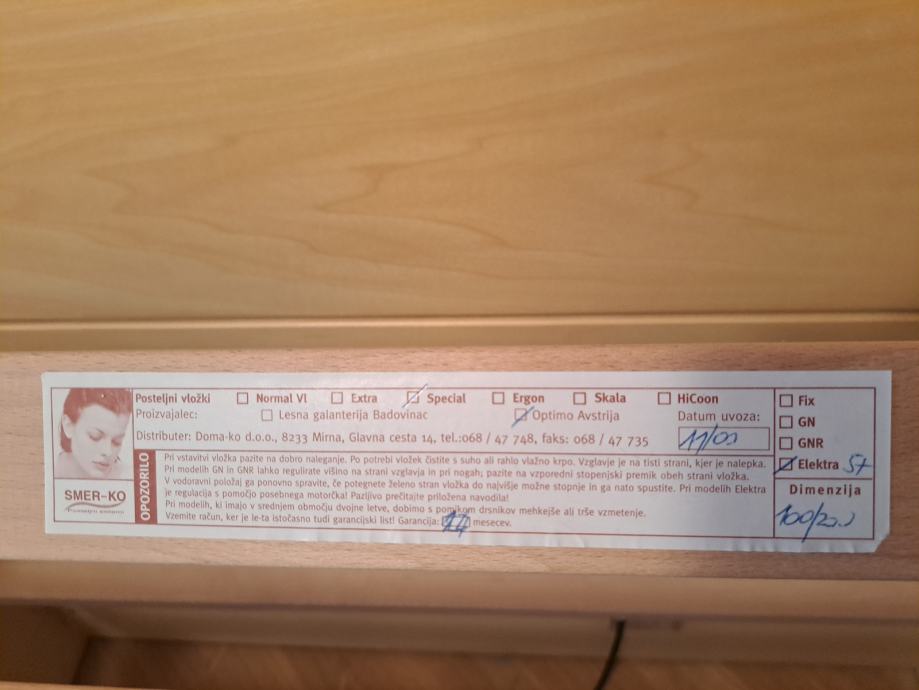 Posteljni vložki Normal VI Extra Special Ergon Skala HiCoon
Proizvajalec: Lesna galanterija Badovinac Optimo Avstrija Datum uvoza:
Distributer: Doma-ko d.o.o., 8233 Mirna, Glavna cesta 14, tel.:068 / 47 748, faks: 068 / 47 735
11/00
OPOZORILO
Pri vstavitvi vložka pazite na dobro naleganje. Po potrebi vložek čistite s suho ali rahlo vlažno krpo. Vzglavje je na tisti strani, kjer je nalepka.
Pri modelih GN in GNR lahko regulirate višino na strani vzglavja in pri nogah; pazite na vzporedni stopenjski premik obeh strani vložka.
V vodoravni položaj ga ponovno spravite, če potegnete želeno stran vložka do najvišje možne stopnje in ga nato spustite. Pri modelih Elektra
je regulacija s pomočjo posebnega motorčka! Pazljivo prečitajte priložena navodila!
Pri modelih, ki imajo v srednjem območju dvojne letve, dobimo s pomikom drsnikov mehkejše ali trše vzmetenje.
Vzemite račun, ker je le-ta istočasno tudi garancijski list! Garancija: mesecev.
SMER-KO
Fix
GN
GNR
Elektra
Dimenzija
100/200